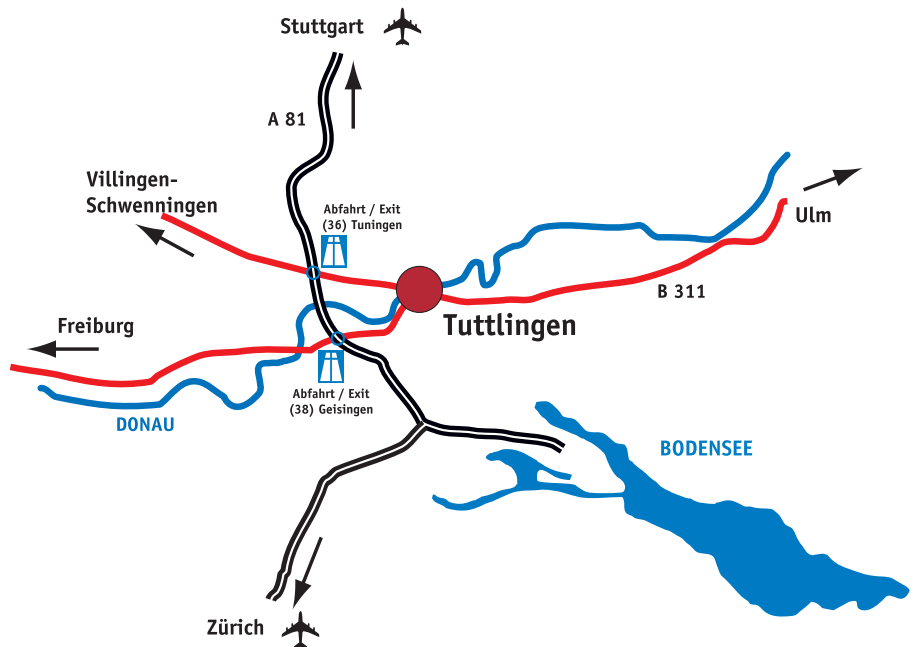 Stuttgart
A 81
Villingen-
Schwenningen
Abfahrt / Exit
(36) Tuningen
Ulm
B 311
Freiburg
Tuttlingen
Abfahrt / Exit
(38) Geisingen
DONAU
BODENSEE
Zürich